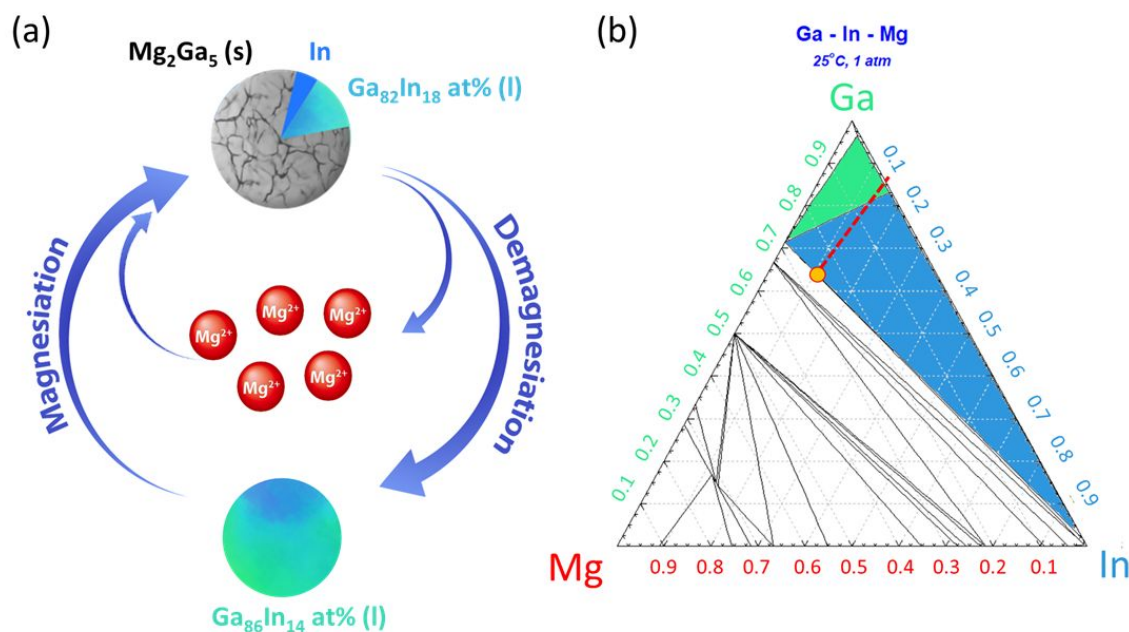 (a)
Mg₂Ga₅ (s)
In
Ga₈₂In₁₈ at% (l)
Magnesiation
Demagnesiation
Mg²⁺
Mg²⁺
Mg²⁺
Mg²⁺
Mg²⁺
Ga₈₆In₁₄ at% (l)
(b)
Ga - In - Mg
25°C, 1 atm
Ga
0.9
0.8
0.7
0.6
0.5
0.4
0.3
0.2
0.1
0.1
0.2
0.3
0.4
0.5
0.6
0.7
0.8
0.9
Mg
0.9 0.8 0.7 0.6 0.5 0.4 0.3 0.2 0.1
In